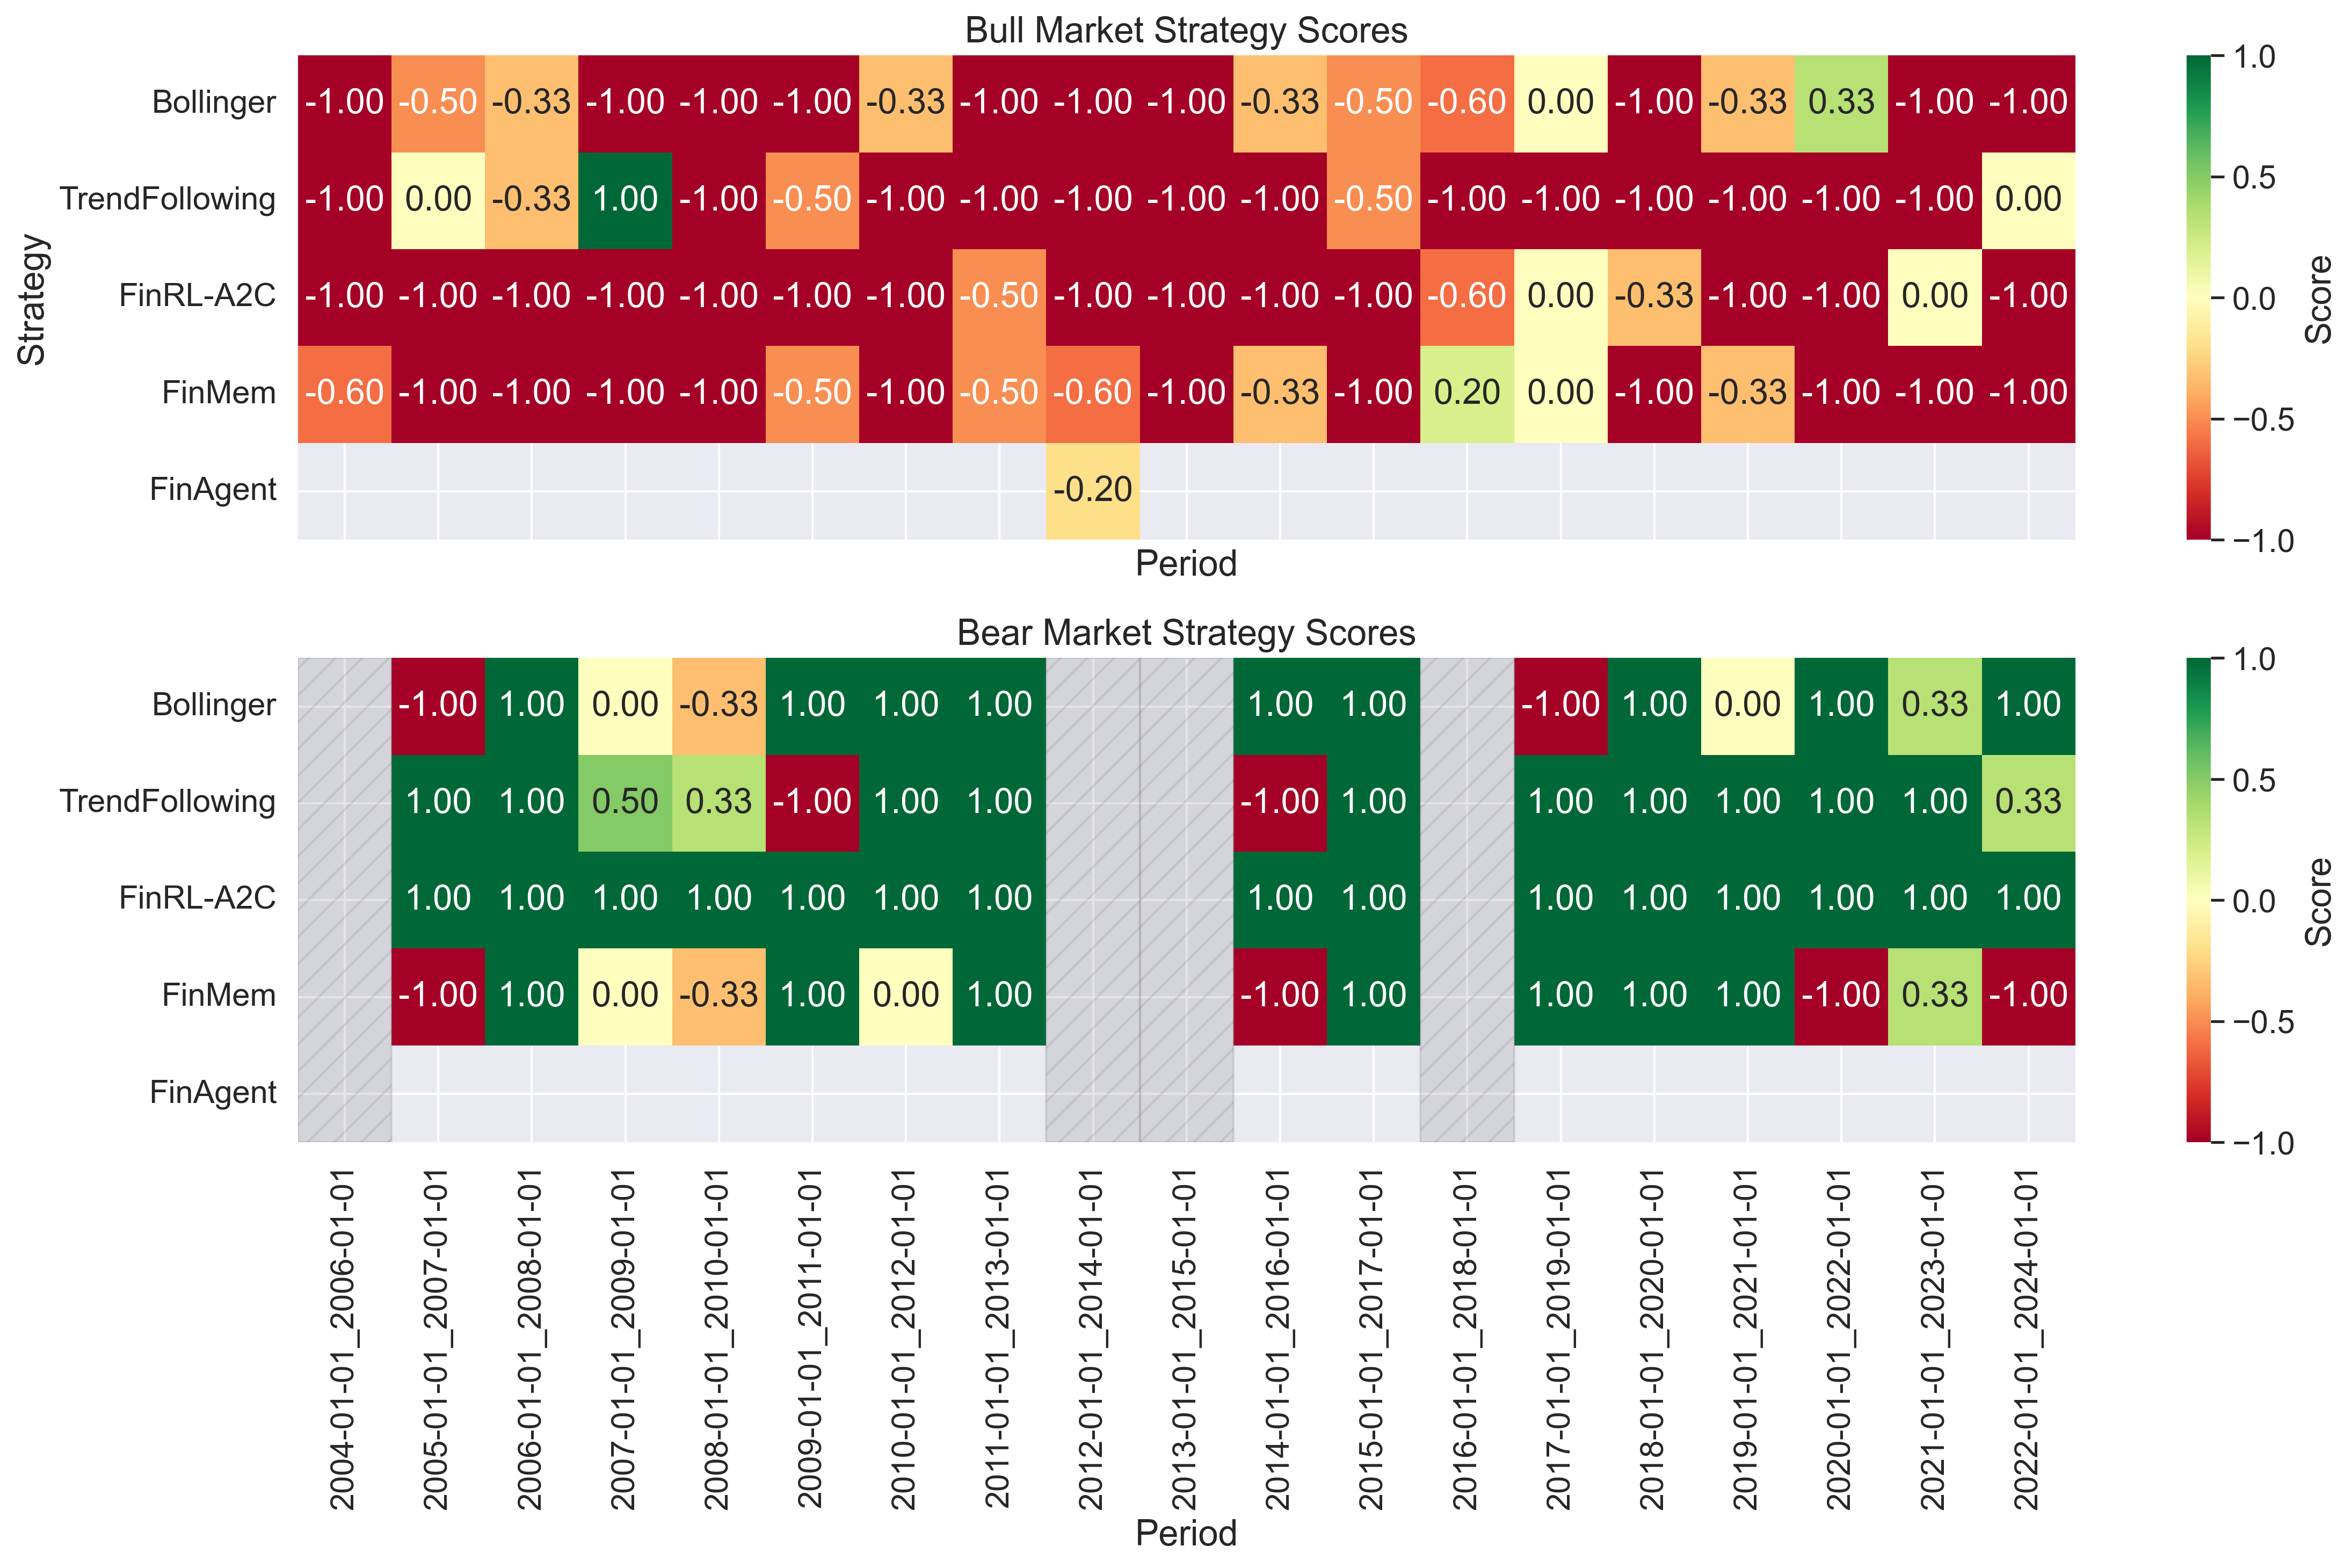 Bull Market Strategy Scores
Strategy
Bollinger -1.00 -0.50 -0.33 -1.00 -1.00 -1.00 -0.33 -1.00 -1.00 -1.00 -0.33 -0.50 -0.60 0.00 -1.00 -0.33 0.33 -1.00 -1.00
TrendFollowing -1.00 0.00 -0.33 1.00 -1.00 -0.50 -1.00 -1.00 -1.00 -1.00 -1.00 -0.50 -1.00 -1.00 -1.00 -1.00 -1.00 -1.00 0.00
FinRL-A2C -1.00 -1.00 -1.00 -1.00 -1.00 -1.00 -1.00 -0.50 -1.00 -1.00 -1.00 -1.00 -0.60 0.00 -0.33 -1.00 -1.00 0.00 -1.00
FinMem -0.60 -1.00 -1.00 -1.00 -1.00 -0.50 -1.00 -0.50 -0.60 -1.00 -0.33 -1.00 0.20 0.00 -1.00 -0.33 -1.00 -1.00 -1.00
FinAgent -0.20
Period
1.0
0.5
0.0
−0.5
−1.0
Score
Bear Market Strategy Scores
Bollinger -1.00 1.00 0.00 -0.33 1.00 1.00 1.00 1.00 1.00 -1.00 1.00 0.00 1.00 0.33 1.00
TrendFollowing 1.00 1.00 0.50 0.33 -1.00 1.00 1.00 -1.00 1.00 1.00 1.00 1.00 1.00 1.00 0.33
FinRL-A2C 1.00 1.00 1.00 1.00 1.00 1.00 1.00 1.00 1.00 1.00 1.00 1.00 1.00 1.00 1.00
FinMem -1.00 1.00 0.00 -0.33 1.00 0.00 1.00 -1.00 1.00 1.00 1.00 1.00 -1.00 0.33 -1.00
FinAgent
1.0
0.5
0.0
−0.5
−1.0
Score
2004-01-01_2006-01-01
2005-01-01_2007-01-01
2006-01-01_2008-01-01
2007-01-01_2009-01-01
2008-01-01_2010-01-01
2009-01-01_2011-01-01
2010-01-01_2012-01-01
2011-01-01_2013-01-01
2012-01-01_2014-01-01
2013-01-01_2015-01-01
2014-01-01_2016-01-01
2015-01-01_2017-01-01
2016-01-01_2018-01-01
2017-01-01_2019-01-01
2018-01-01_2020-01-01
2019-01-01_2021-01-01
2020-01-01_2022-01-01
2021-01-01_2023-01-01
2022-01-01_2024-01-01
Period